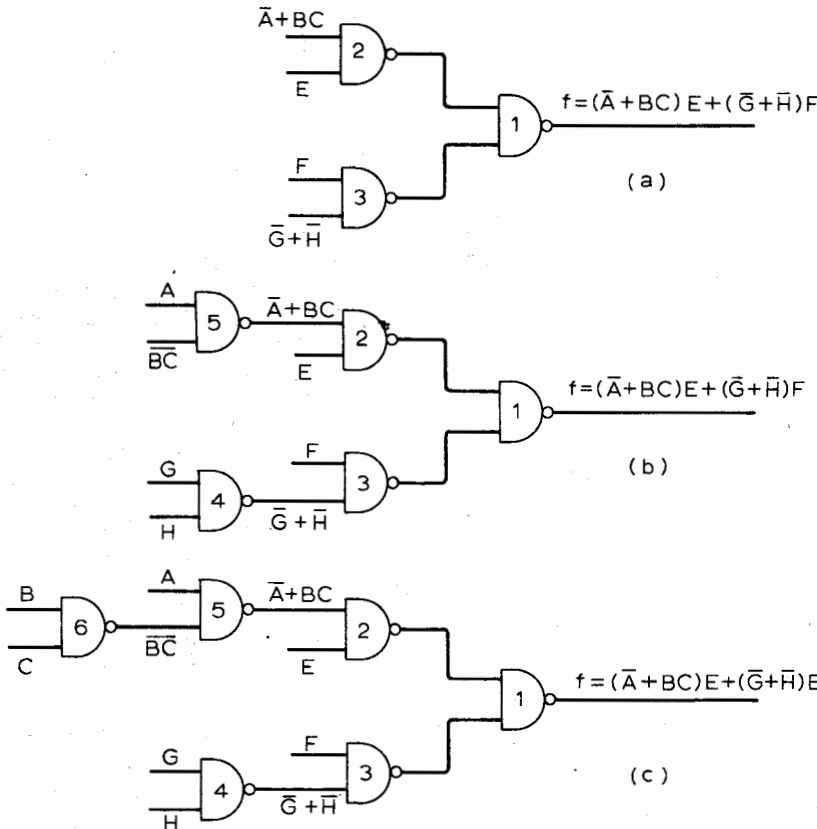 A̅+BC
2
E
f=(A̅+BC)E+(G̅+H̅)F
1
F
3
G̅+H̅
(a)
A
5
A̅+BC
2
B̅C̅
E
f=(A̅+BC)E+(G̅+H̅)F
1
F
G
3
4
G̅+H̅
H
(b)
A
A̅+BC
B
5
6
2
B̅C̅
C
E
f=(A̅+BC)E+(G̅+H̅)E
1
F
G
3
4
G̅+H̅
H
(c)